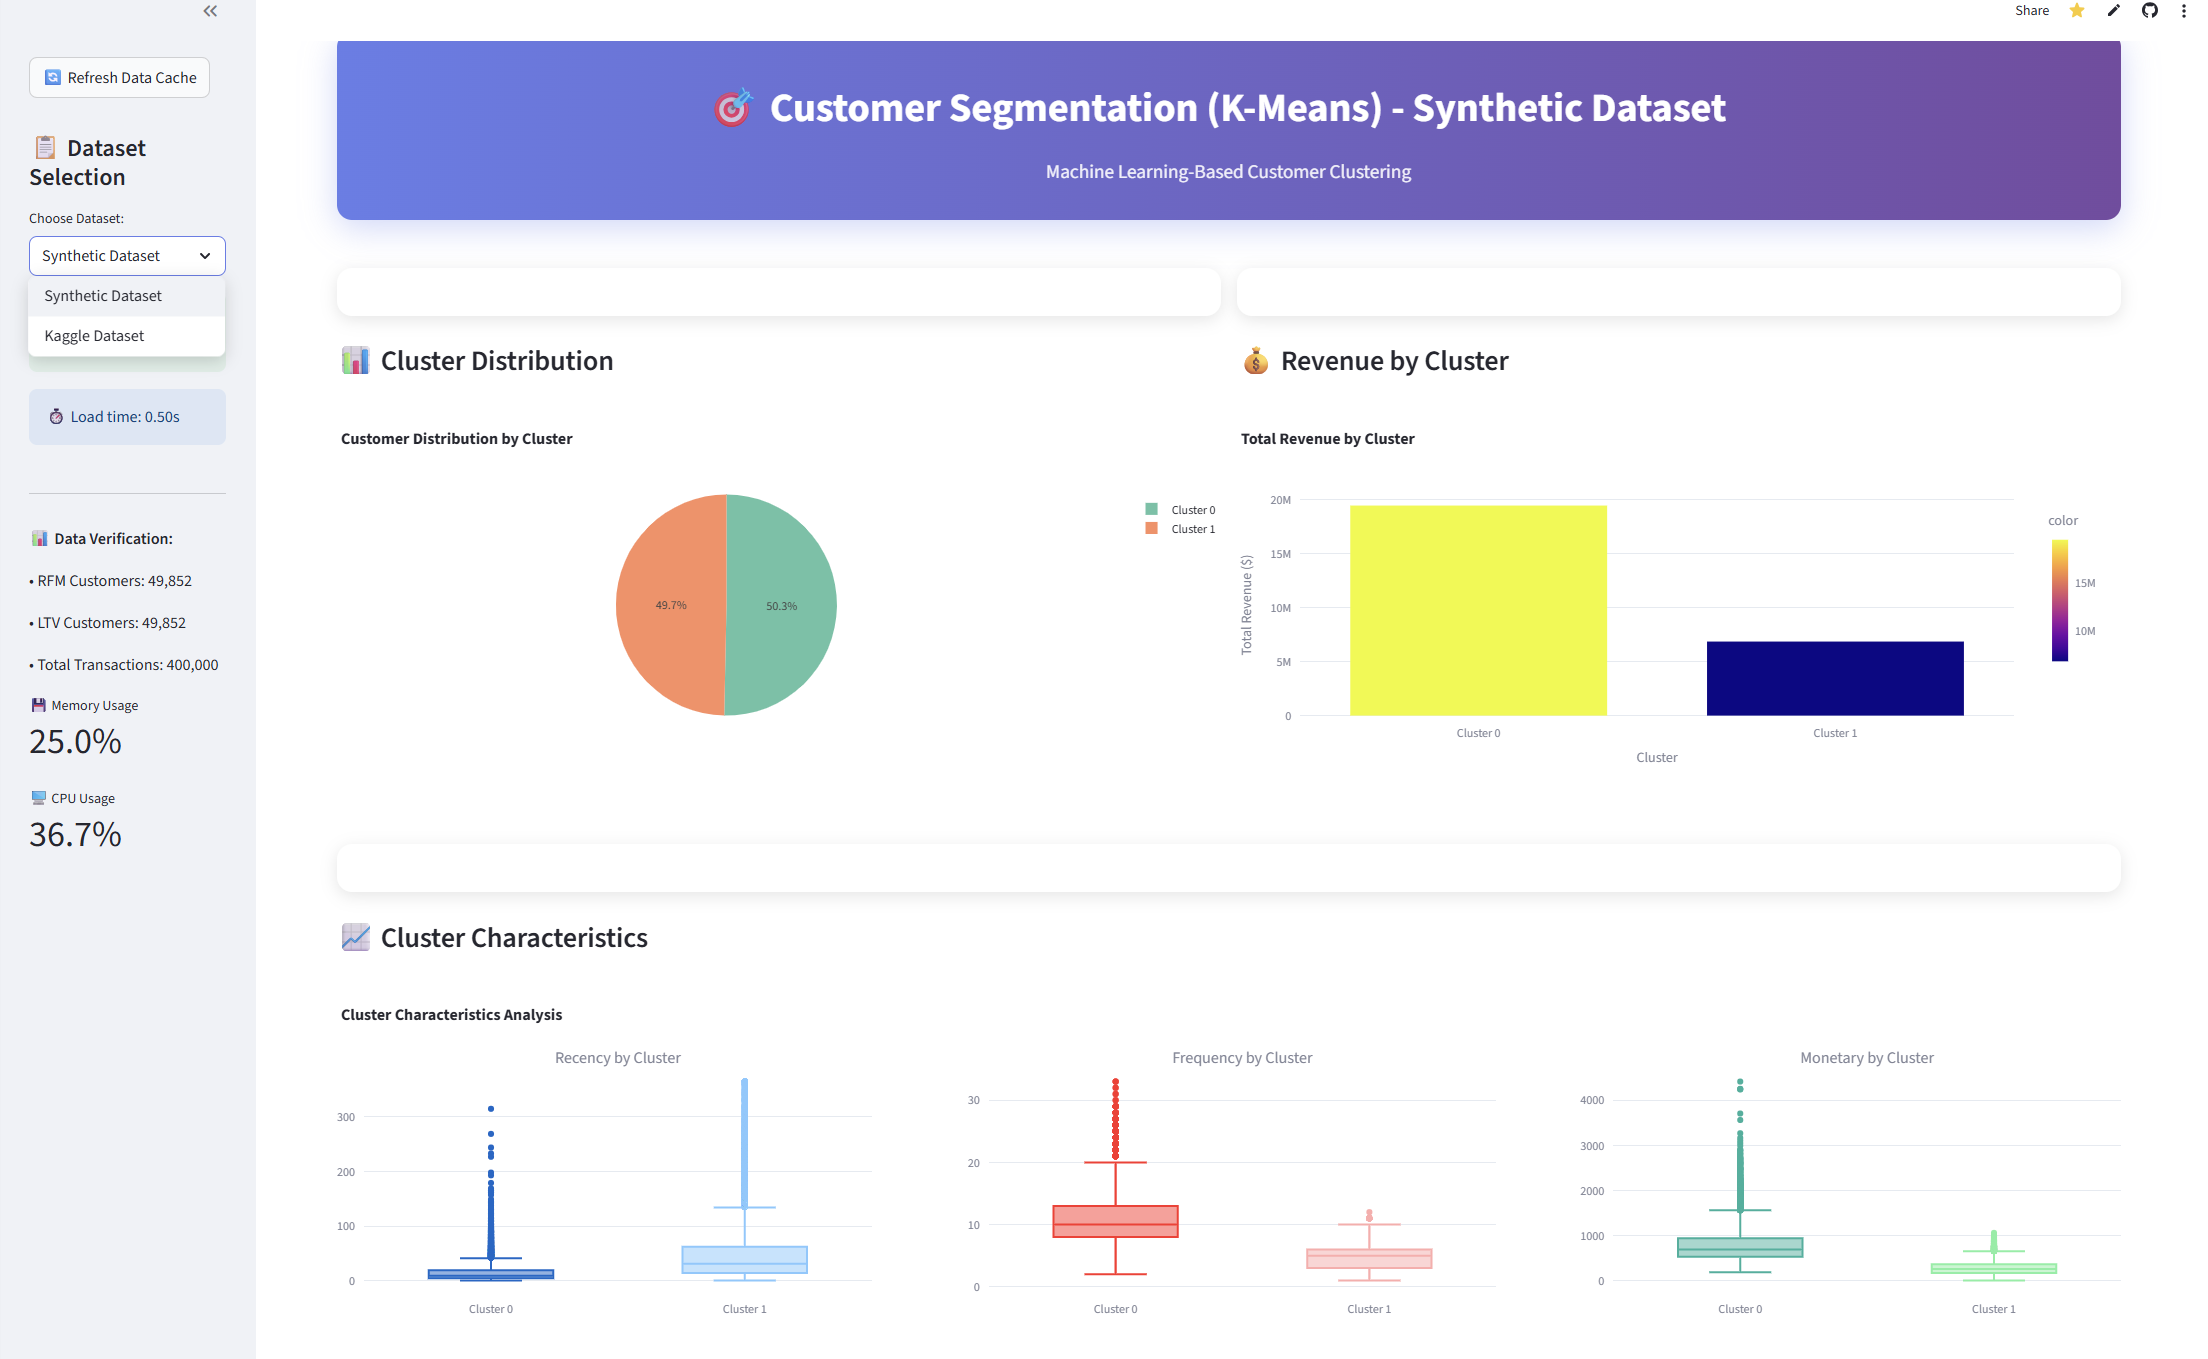 Share
Refresh Data Cache
Dataset
Selection
Choose Dataset:
Synthetic Dataset
Synthetic Dataset
Kaggle Dataset
Load time: 0.50s
Data Verification:
• RFM Customers: 49,852
• LTV Customers: 49,852
• Total Transactions: 400,000
Memory Usage
25.0%
CPU Usage
36.7%
Customer Segmentation (K-Means) - Synthetic Dataset
Machine Learning-Based Customer Clustering
Cluster Distribution
Customer Distribution by Cluster
49.7%
50.3%
Cluster 0
Cluster 1
Revenue by Cluster
Total Revenue by Cluster
Total Revenue ($)
20M
15M
10M
5M
0
Cluster 0
Cluster 1
Cluster
color
15M
10M
Cluster Characteristics
Cluster Characteristics Analysis
Recency by Cluster
300
200
100
0
Cluster 0
Cluster 1
Frequency by Cluster
30
20
10
0
Cluster 0
Cluster 1
Monetary by Cluster
4000
3000
2000
1000
0
Cluster 0
Cluster 1